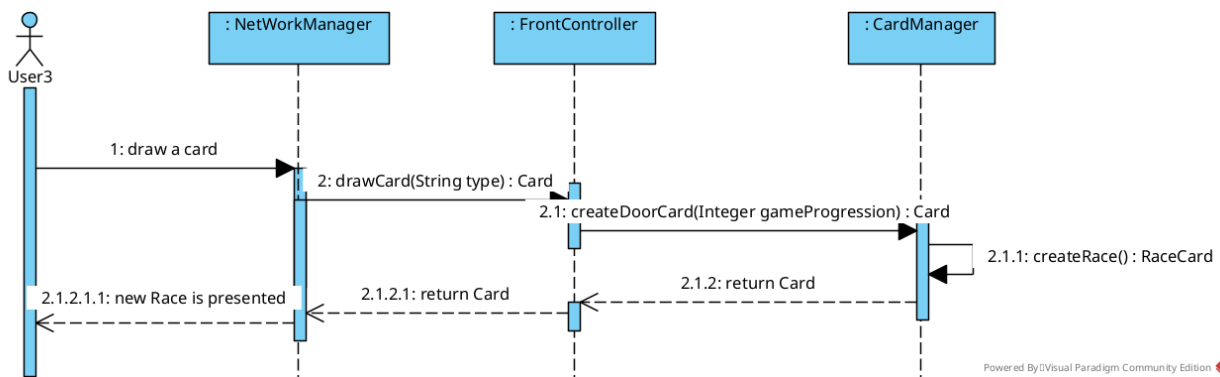 : NetWorkManager
: FrontController
: CardManager
User3
1: draw a card
2: drawCard(String type) : Card
2.1: createDoorCard(Integer gameProgression) : Card
2.1.1: createRace() : RaceCard
2.1.2: return Card
2.1.2.1: return Card
2.1.2.1.1: new Race is presented
Powered By Visual Paradigm Community Edition